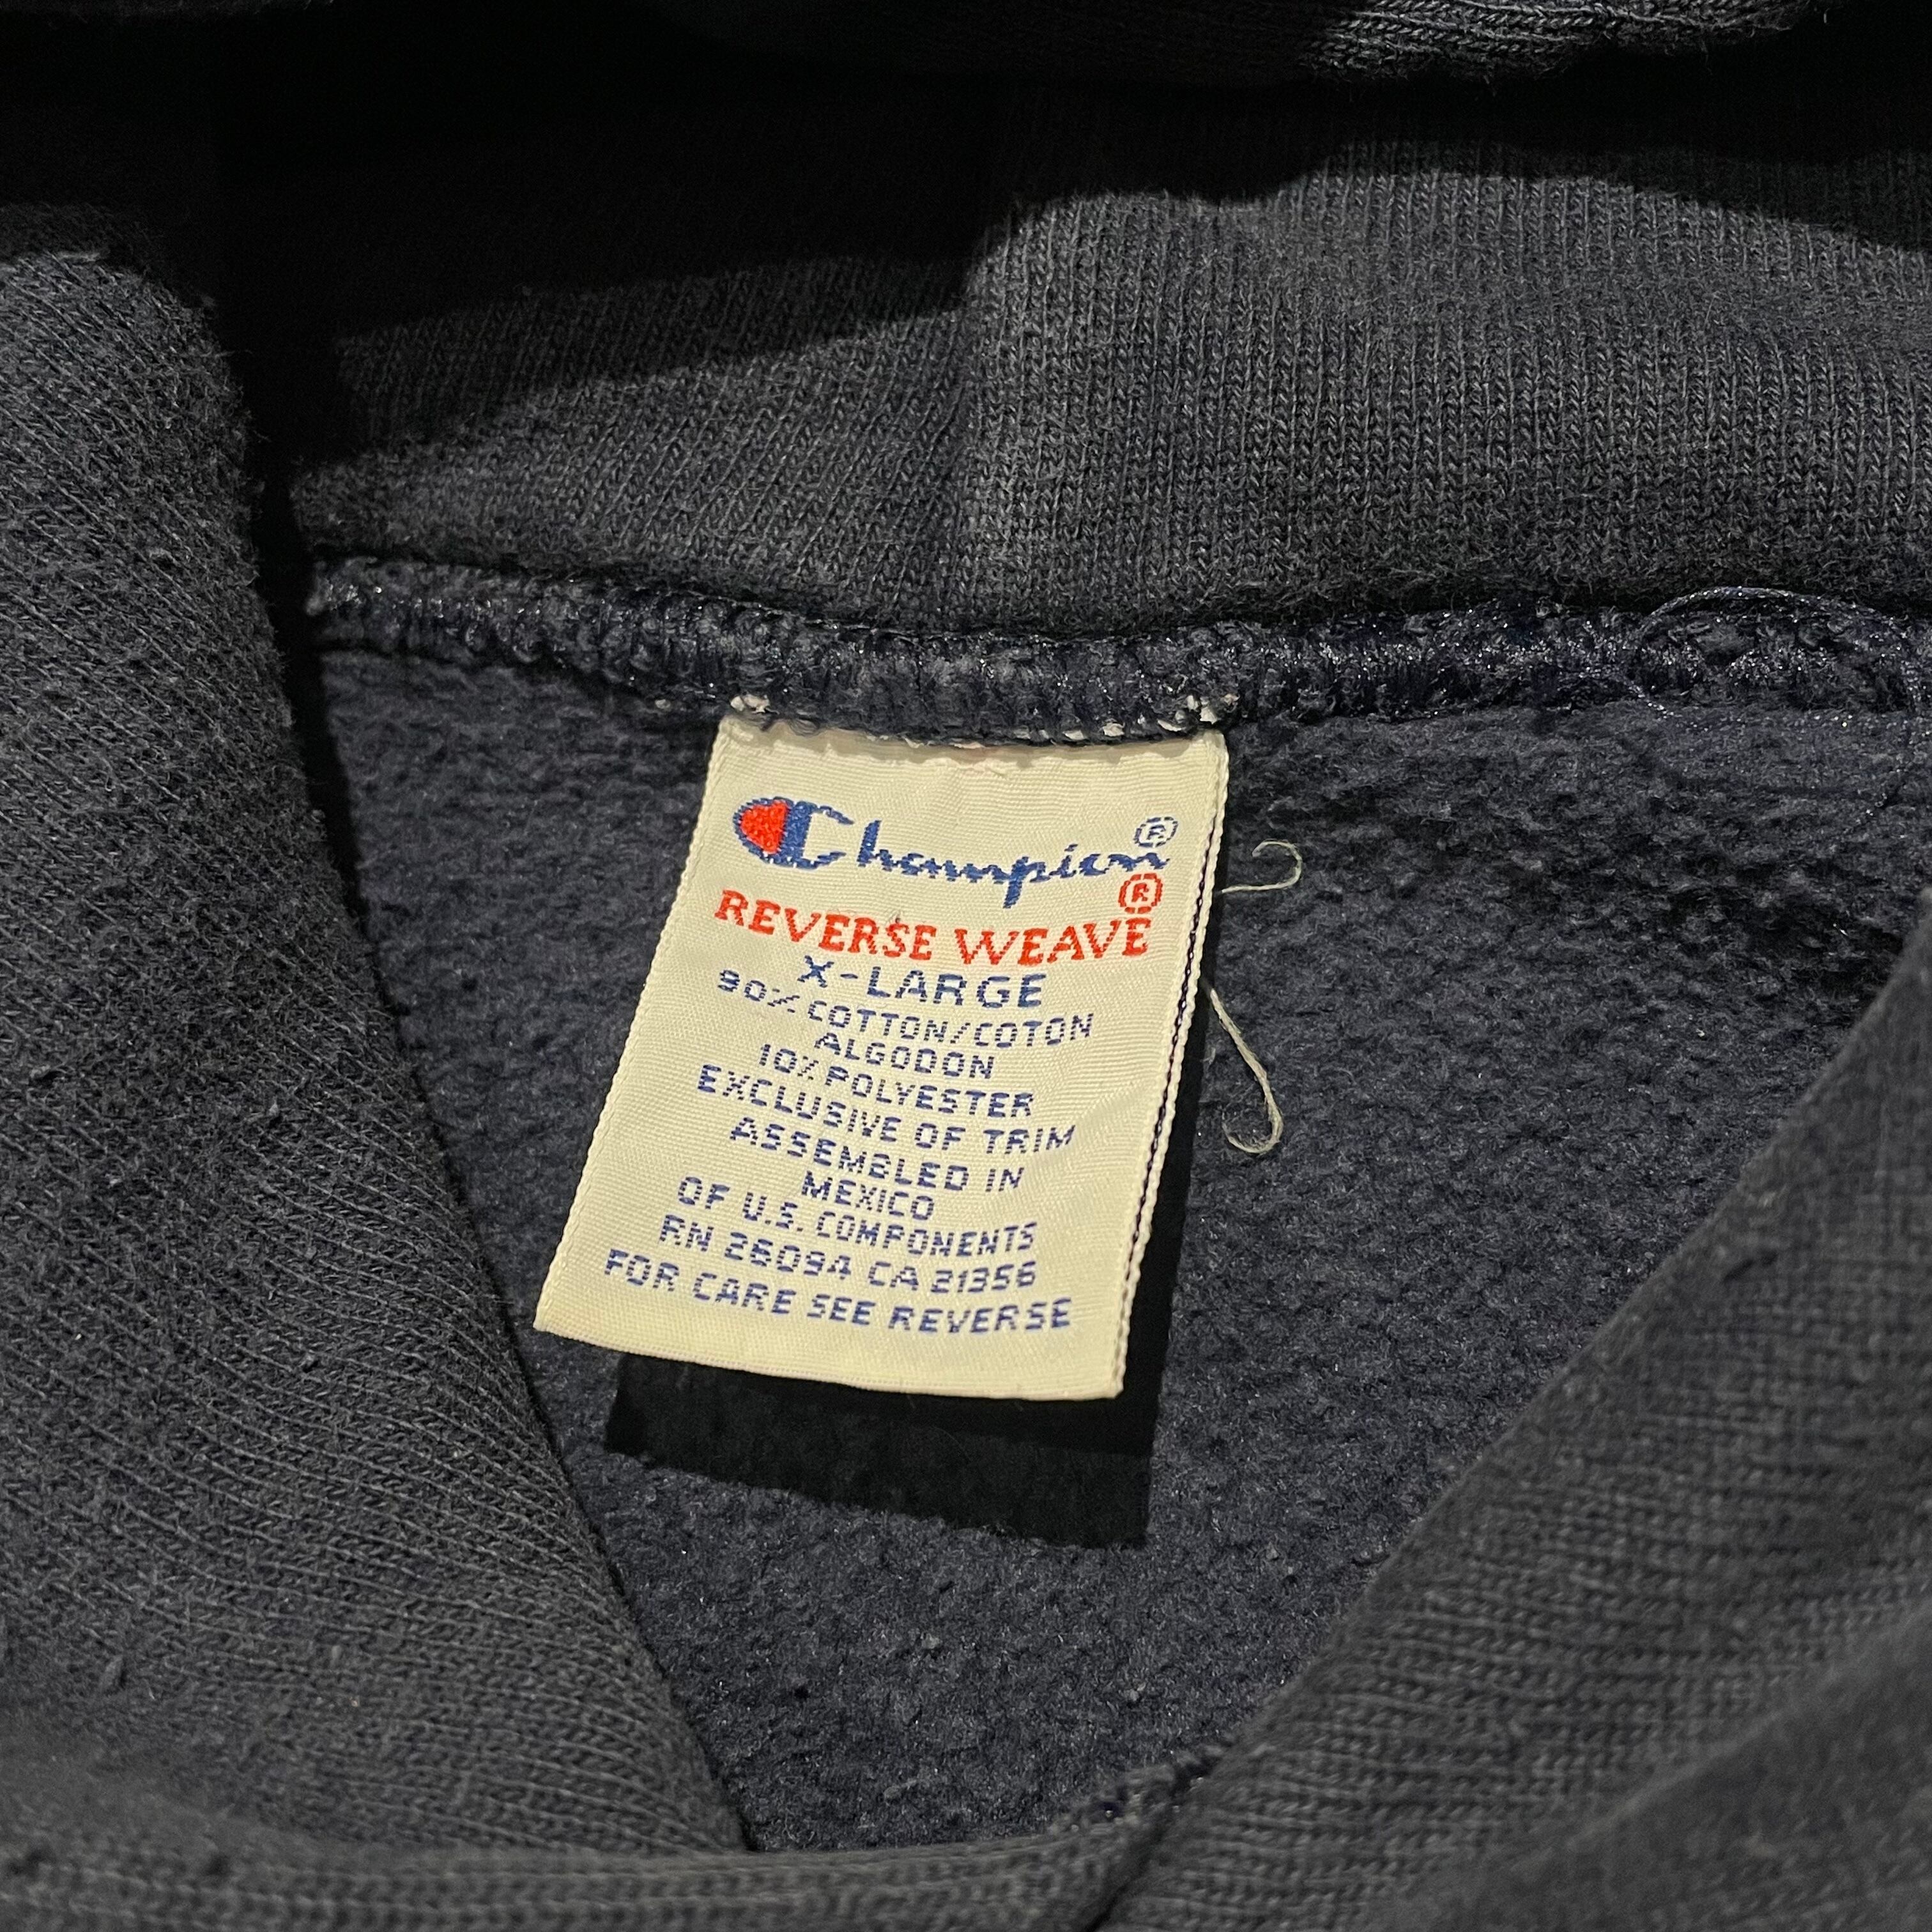 Champion®
REVERSE WEAVE®
X-LARGE
90% COTTON/COTON
ALGODON
10% POLYESTER
EXCLUSIVE OF TRIM
ASSEMBLED IN
MEXICO
OF U.S. COMPONENTS
RN 26094 CA 21356
FOR CARE SEE REVERSE